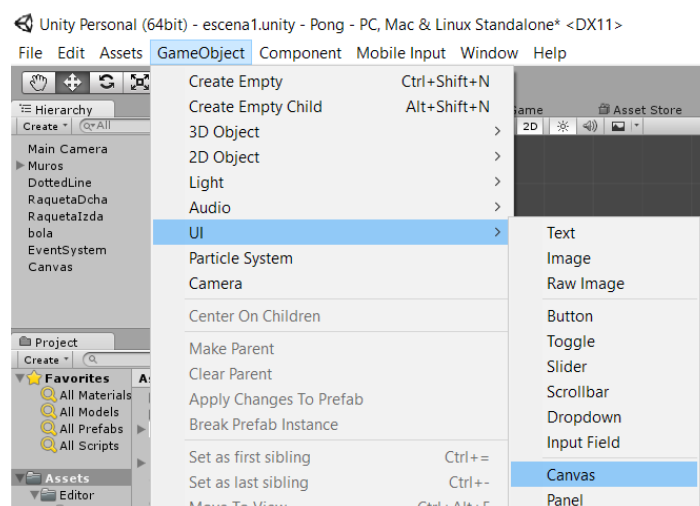 Unity Personal (64bit) - escena1.unity - Pong - PC, Mac & Linux Standalone* <DX11>
File Edit Assets GameObject Component Mobile Input Window Help
Hierarchy
Create All
Main Camera
Muros
DottedLine
RaquetaDcha
RaquetaIzda
bola
EventSystem
Canvas
Project
Create
Favorites
All Materials
All Models
All Prefabs
All Scripts
Assets
Editor
Create Empty Ctrl+Shift+N
Create Empty Child Alt+Shift+N
3D Object
2D Object
Light
Audio
UI
Particle System
Camera
Center On Children
Make Parent
Clear Parent
Apply Changes To Prefab
Break Prefab Instance
Set as first sibling Ctrl+=
Set as last sibling Ctrl+-
Move To View Ctrl+Alt+F
Asset Store
2D
Text
Image
Raw Image
Button
Toggle
Slider
Scrollbar
Dropdown
Input Field
Canvas
Panel